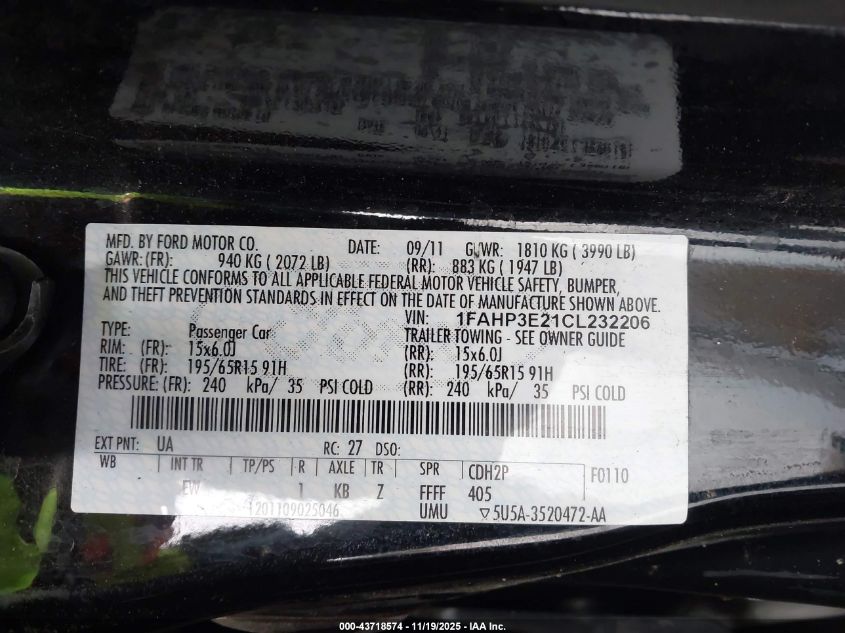 MFD. BY FORD MOTOR CO. DATE: 09/11 GVWR: 1810 KG ( 3990 LB)
GAWR: (FR): 940 KG ( 2072 LB) (RR): 883 KG ( 1947 LB)
THIS VEHICLE CONFORMS TO ALL APPLICABLE FEDERAL MOTOR VEHICLE SAFETY, BUMPER,
AND THEFT PREVENTION STANDARDS IN EFFECT ON THE DATE OF MANUFACTURE SHOWN ABOVE.
VIN: 1FAHP3E21CL232206
TYPE: Passenger Car TRAILER TOWING - SEE OWNER GUIDE
RIM: (FR): 15x6.0J (RR): 15x6.0J
TIRE: (FR): 195/65R15 91H (RR): 195/65R15 91H
PRESSURE: (FR): 240 kPa/ 35 PSI COLD (RR): 240 kPa/ 35 PSI COLD
EXT PNT: UA RC: 27 DSO:
WB INT TR TP/PS R AXLE TR SPR CDH2P F0110
EW 1 KB Z FFFF 405
1201109025046 UMU ▽5U5A-3520472-AA
000-43718574 - 11/19/2025 - IAA Inc.